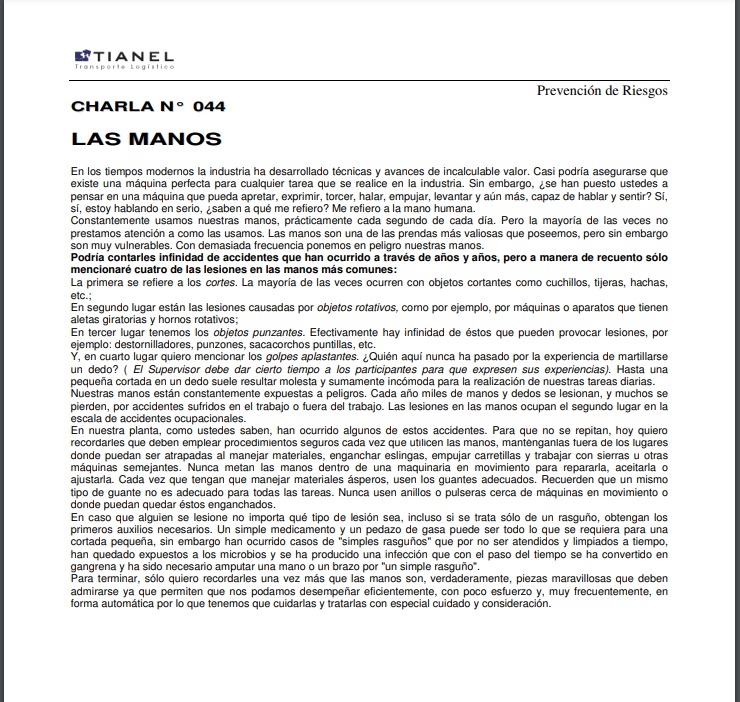 TIANEL
Transporte Logístico
Prevención de Riesgos
CHARLA N° 044
LAS MANOS
En los tiempos modernos la industria ha desarrollado técnicas y avances de incalculable valor. Casi podría asegurarse que
existe una máquina perfecta para cualquier tarea que se realice en la industria. Sin embargo, ¿se han puesto ustedes a
pensar en una máquina que pueda apretar, exprimir, torcer, halar, empujar, levantar y aún más, capaz de hablar y sentir? Sí,
sí, estoy hablando en serio, ¿saben a qué me refiero? Me refiero a la mano humana.
Constantemente usamos nuestras manos, prácticamente cada segundo de cada día. Pero la mayoría de las veces no
prestamos atención a como las usamos. Las manos son una de las prendas más valiosas que poseemos, pero sin embargo
son muy vulnerables. Con demasiada frecuencia ponemos en peligro nuestras manos.
Podría contarles infinidad de accidentes que han ocurrido a través de años y años, pero a manera de recuento sólo
mencionaré cuatro de las lesiones en las manos más comunes:
La primera se refiere a los cortes. La mayoría de las veces ocurren con objetos cortantes como cuchillos, tijeras, hachas,
etc.;
En segundo lugar están las lesiones causadas por objetos rotativos, corno por ejemplo, por máquinas o aparatos que tienen
aletas giratorias y hornos rotativos;
En tercer lugar tenemos los objetos punzantes. Efectivamente hay infinidad de éstos que pueden provocar lesiones, por
ejemplo: destornilladores, punzones, sacacorchos puntillas, etc.
Y, en cuarto lugar quiero mencionar los golpes aplastantes. ¿Quién aquí nunca ha pasado por la experiencia de martillarse
un dedo? ( El Supervisor debe dar cierto tiempo a los participantes para que expresen sus experiencias). Hasta una
pequeña cortada en un dedo suele resultar molesta y sumamente incómoda para la realización de nuestras tareas diarias.
Nuestras manos están constantemente expuestas a peligros. Cada año miles de manos y dedos se lesionan, y muchos se
pierden, por accidentes sufridos en el trabajo o fuera del trabajo. Las lesiones en las manos ocupan el segundo lugar en la
escala de accidentes ocupacionales.
En nuestra planta, como ustedes saben, han ocurrido algunos de estos accidentes. Para que no se repitan, hoy quiero
recordarles que deben emplear procedimientos seguros cada vez que utilicen las manos, manténganlas fuera de los lugares
donde puedan ser atrapadas al manejar materiales, enganchar eslingas, empujar carretillas y trabajar con sierras u otras
máquinas semejantes. Nunca metan las manos dentro de una maquinaria en movimiento para repararla, aceitarla o
ajustarla. Cada vez que tengan que manejar materiales ásperos, usen los guantes adecuados. Recuerden que un mismo
tipo de guante no es adecuado para todas las tareas. Nunca usen anillos o pulseras cerca de máquinas en movimiento o
donde puedan quedar éstos enganchados.
En caso que alguien se lesione no importa qué tipo de lesión sea, incluso si se trata sólo de un rasguño, obtengan los
primeros auxilios necesarios. Un simple medicamento y un pedazo de gasa puede ser todo lo que se requiera para una
cortada pequeña, sin embargo han ocurrido casos de "simples rasguños" que por no ser atendidos y limpiados a tiempo,
han quedado expuestos a los microbios y se ha producido una infección que con el paso del tiempo se ha convertido en
gangrena y ha sido necesario amputar una mano o un brazo por "un simple rasguño".
Para terminar, sólo quiero recordarles una vez más que las manos son, verdaderamente, piezas maravillosas que deben
admirarse ya que permiten que nos podamos desempeñar eficientemente, con poco esfuerzo y, muy frecuentemente, en
forma automática por lo que tenemos que cuidarlas y tratarlas con especial cuidado y consideración.